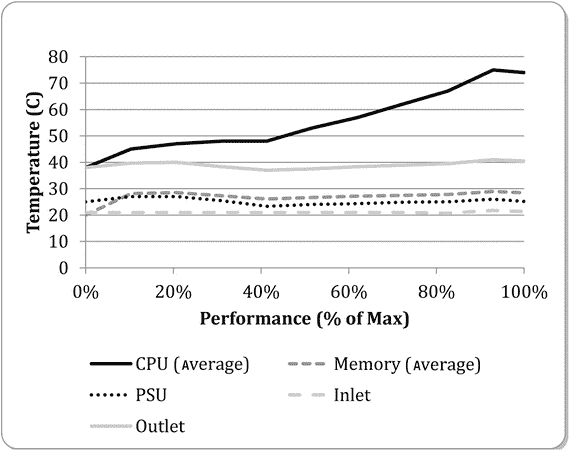 80
70
60
50
40
30
20
10
0
Temperature (C)
0% 20% 40% 60% 80% 100%
Performance (% of Max)
CPU (Average) Memory (Average)
PSU Inlet
Outlet